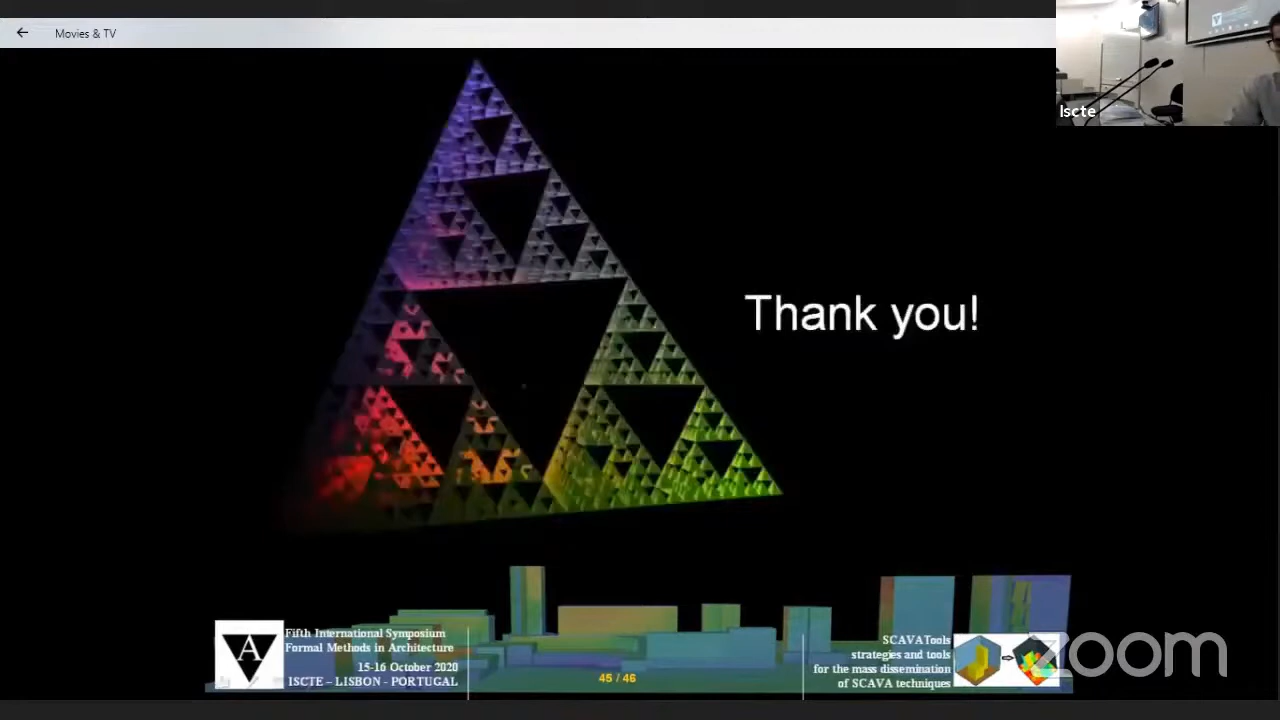 Movies & TV
Iscte
Thank you!
A
Fifth International Symposium
Formal Methods in Architecture
15-16 October 2020
ISCTE – LISBON - PORTUGAL
45 / 46
SCAVATools
strategies and tools
for the mass dissemination
of SCAVA techniques
zoom